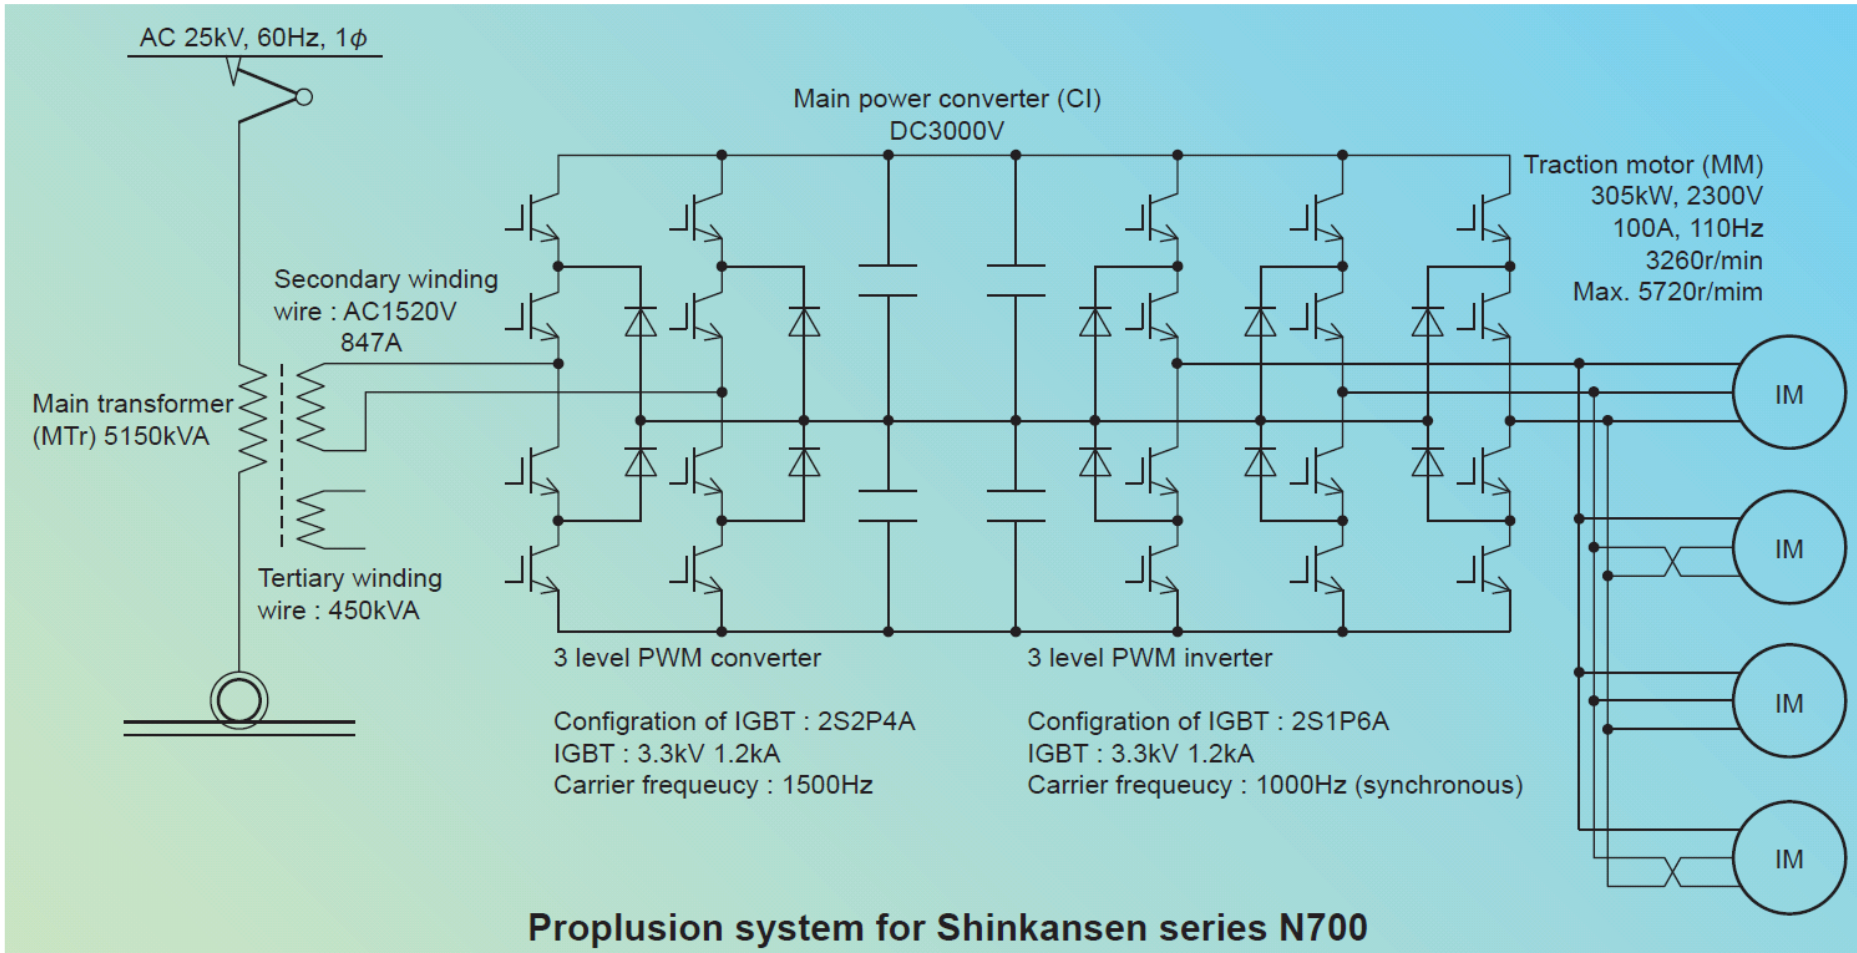 AC 25kV, 60Hz, 1ϕ
Main power converter (CI)
DC3000V
Traction motor (MM)
305kW, 2300V
100A, 110Hz
3260r/min
Max. 5720r/mim
Secondary winding
wire : AC1520V
847A
Main transformer
(MTr) 5150kVA
Tertiary winding
wire : 450kVA
IM
IM
IM
IM
3 level PWM converter
Configration of IGBT : 2S2P4A
IGBT : 3.3kV 1.2kA
Carrier frequeucy : 1500Hz
3 level PWM inverter
Configration of IGBT : 2S1P6A
IGBT : 3.3kV 1.2kA
Carrier frequeucy : 1000Hz (synchronous)
Proplusion system for Shinkansen series N700